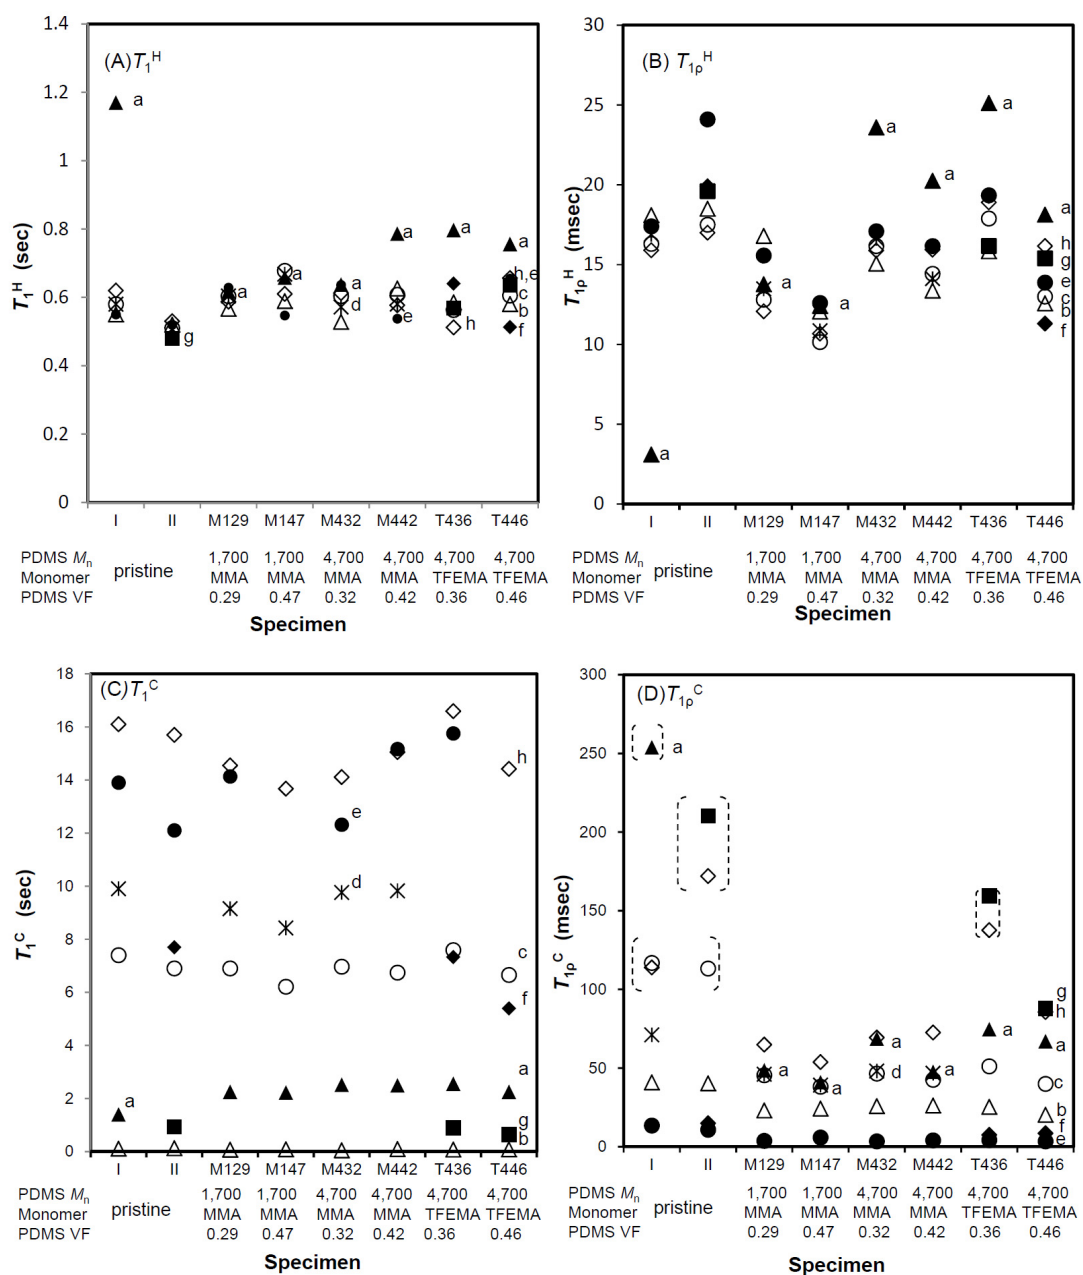 (A)T₁ᴴ
T₁ᴴ (sec)
1.4
1.2
1
0.8
0.6
0.4
0.2
0
a
g
a
a
a
d
a
e
a
h
a
h,e
c
b
f
I II M129 M147 M432 M442 T436 T446
PDMS Mn 1,700 1,700 4,700 4,700 4,700 4,700
Monomer pristine MMA MMA MMA MMA TFEMA TFEMA
PDMS VF 0.29 0.47 0.32 0.42 0.36 0.46
Specimen
(B) T₁ρᴴ
T₁ρᴴ (msec)
30
25
20
15
10
5
0
a
a
a
a
a
a
a
h
g
e
c
b
f
I II M129 M147 M432 M442 T436 T446
PDMS Mn 1,700 1,700 4,700 4,700 4,700 4,700
Monomer pristine MMA MMA MMA MMA TFEMA TFEMA
PDMS VF 0.29 0.47 0.32 0.42 0.36 0.46
Specimen
(C)T₁ᶜ
T₁ᶜ (sec)
18
16
14
12
10
8
6
4
2
0
a
e
d
h
c
f
a
g
b
I II M129 M147 M432 M442 T436 T446
PDMS Mn 1,700 1,700 4,700 4,700 4,700 4,700
Monomer pristine MMA MMA MMA MMA TFEMA TFEMA
PDMS VF 0.29 0.47 0.32 0.42 0.36 0.46
Specimen
(D)T₁ρᶜ
T₁ρᶜ (msec)
300
250
200
150
100
50
0
a
a
a
a
d
a
a
g
h
a
c
b
f
e
I II M129 M147 M432 M442 T436 T446
PDMS Mn 1,700 1,700 4,700 4,700 4,700 4,700
Monomer pristine MMA MMA MMA MMA TFEMA TFEMA
PDMS VF 0.29 0.47 0.32 0.42 0.36 0.46
Specimen